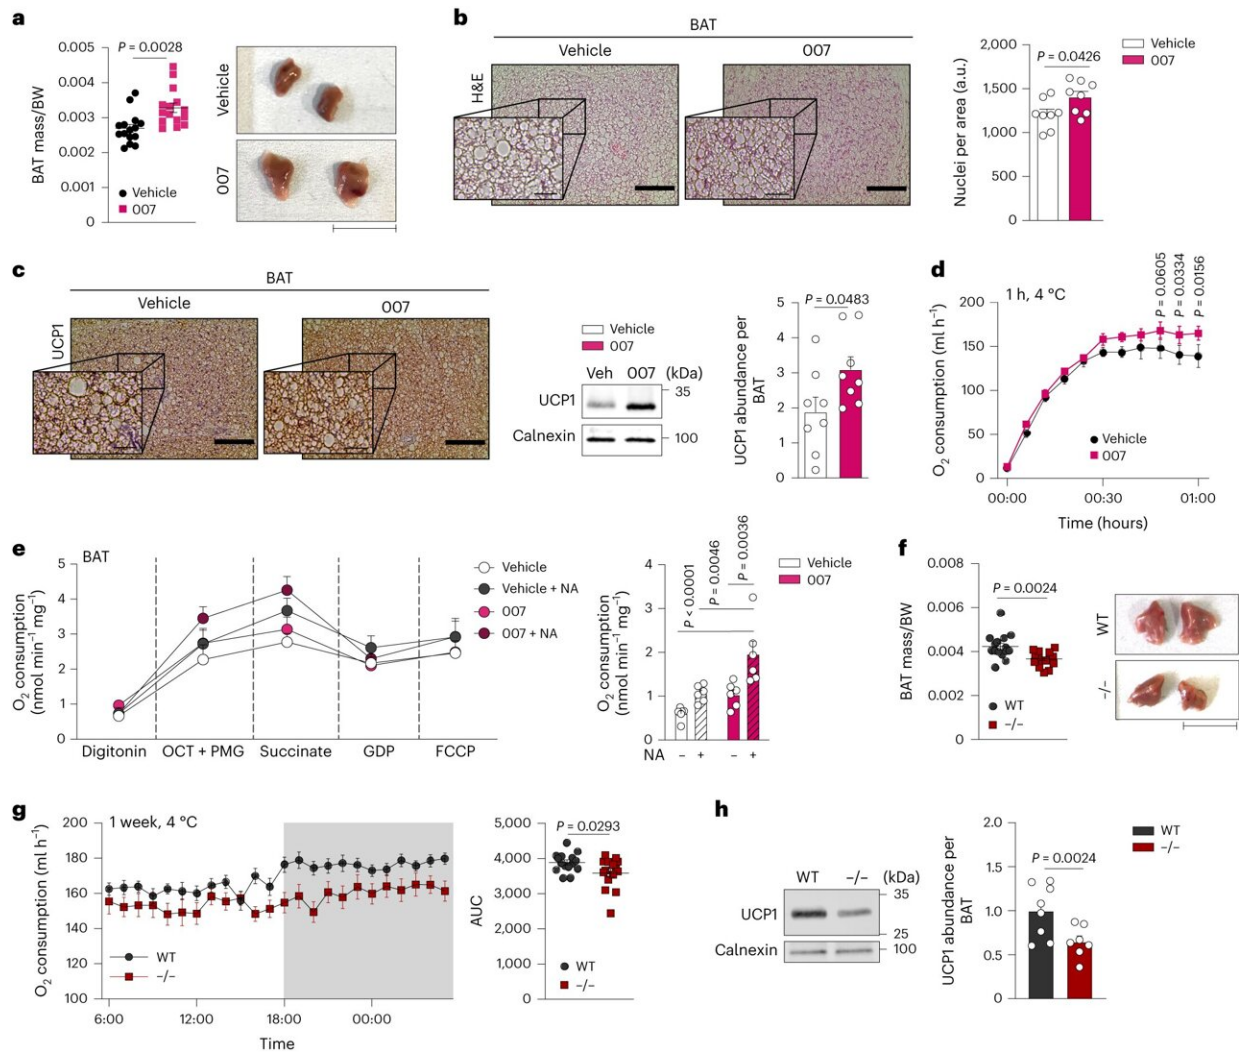 a
BAT mass/BW
0.005
0.004
0.003
0.002
0.001
0
P = 0.0028
Vehicle
007
Vehicle
007
b
BAT
Vehicle
007
H&E
Nuclei per area (a.u.)
2,000
1,500
1,000
500
0
P = 0.0426
Vehicle
007
c
BAT
Vehicle
007
UCP1
Vehicle
007
Veh 007 (kDa)
UCP1
35
Calnexin
100
UCP1 abundance per
BAT
5
4
3
2
1
0
P = 0.0483
d
1 h, 4 °C
O2 consumption (ml h−1)
200
150
100
50
0
P = 0.0605
P = 0.0334
P = 0.0156
Vehicle
007
00:00 00:30 01:00
Time (hours)
e
BAT
O2 consumption
(nmol min−1 mg−1)
5
4
3
2
1
0
Digitonin OCT + PMG Succinate GDP FCCP
Vehicle
Vehicle + NA
007
007 + NA
O2 consumption
(nmol min−1 mg−1)
4
3
2
1
0
P < 0.0001
P = 0.0046
P = 0.0036
Vehicle
007
NA − + − +
f
BAT mass/BW
0.008
0.006
0.004
0.002
0
P = 0.0024
WT
−/−
WT
−/−
g
1 week, 4 °C
O2 consumption (ml h−1)
200
180
160
140
120
100
WT
−/−
6:00 12:00 18:00 00:00
Time
AUC
5,000
4,000
3,000
2,000
1,000
0
P = 0.0293
WT
−/−
h
WT −/− (kDa)
35
UCP1
25
Calnexin
100
UCP1 abundance per
BAT
2.0
1.5
1.0
0.5
0
P = 0.0024
WT
−/−